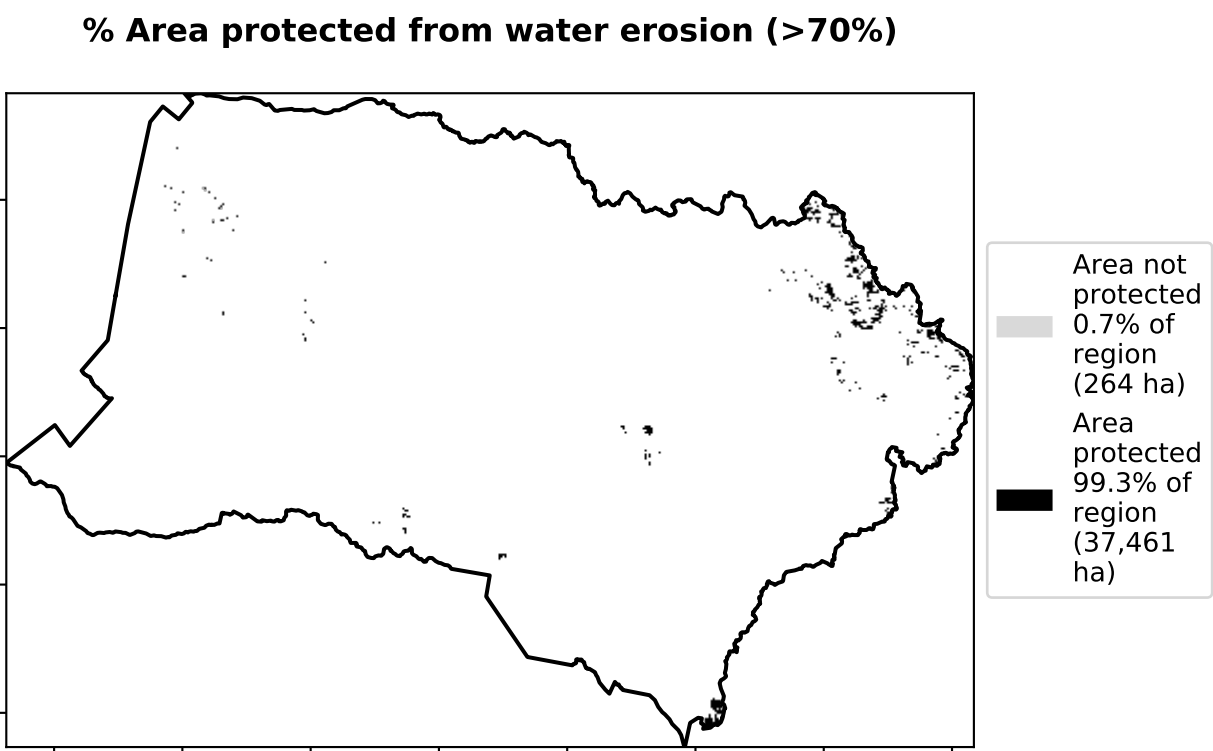 % Area protected from water erosion (>70%)
Area not
protected
0.7% of
region
(264 ha)
Area
protected
99.3% of
region
(37,461
ha)